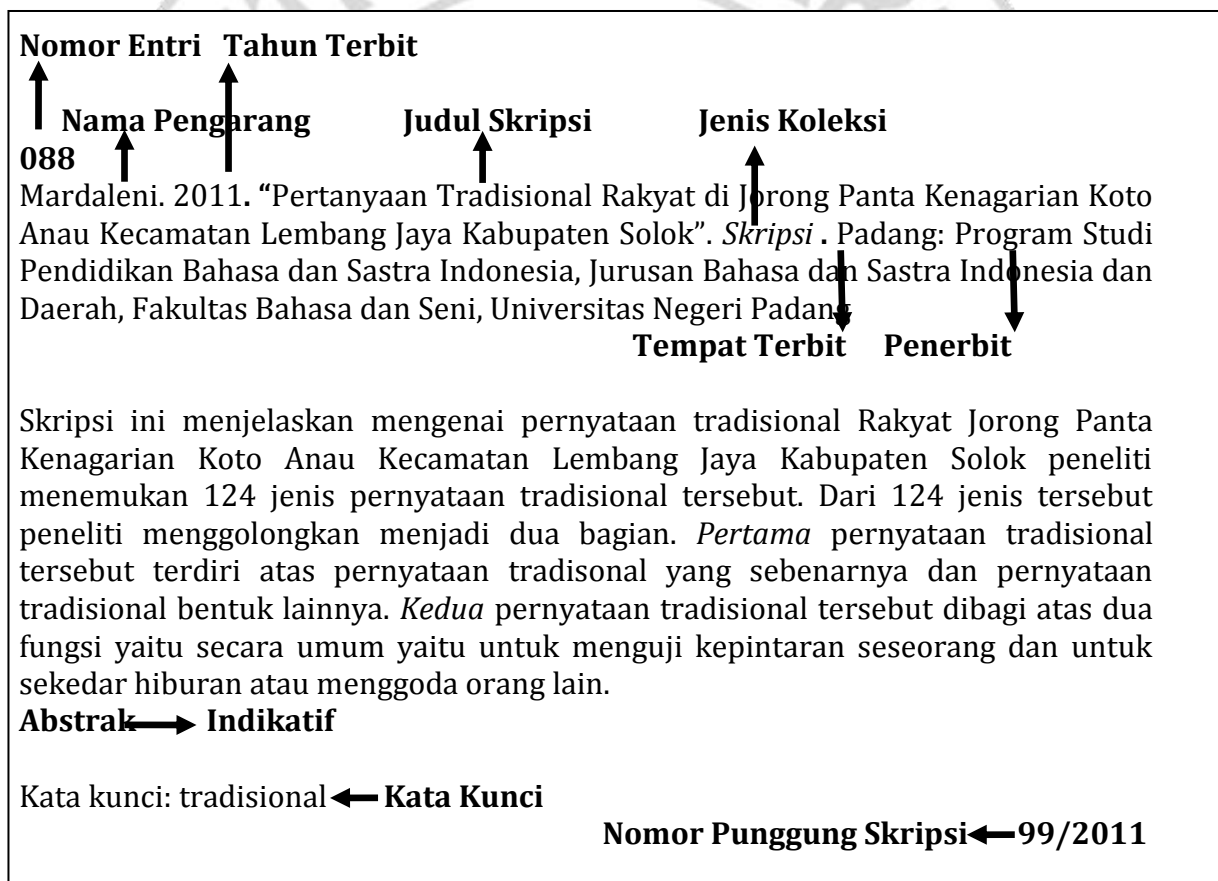 Nomor Entri Tahun Terbit
Nama Pengarang Judul Skripsi Jenis Koleksi
088
Mardaleni. 2011. “Pertanyaan Tradisional Rakyat di Jorong Panta Kenagarian Koto
Anau Kecamatan Lembang Jaya Kabupaten Solok”. Skripsi . Padang: Program Studi
Pendidikan Bahasa dan Sastra Indonesia, Jurusan Bahasa dan Sastra Indonesia dan
Daerah, Fakultas Bahasa dan Seni, Universitas Negeri Padang
Tempat Terbit Penerbit
Skripsi ini menjelaskan mengenai pernyataan tradisional Rakyat Jorong Panta
Kenagarian Koto Anau Kecamatan Lembang Jaya Kabupaten Solok peneliti
menemukan 124 jenis pernyataan tradisional tersebut. Dari 124 jenis tersebut
peneliti menggolongkan menjadi dua bagian. Pertama pernyataan tradisional
tersebut terdiri atas pernyataan tradisonal yang sebenarnya dan pernyataan
tradisional bentuk lainnya. Kedua pernyataan tradisional tersebut dibagi atas dua
fungsi yaitu secara umum yaitu untuk menguji kepintaran seseorang dan untuk
sekedar hiburan atau menggoda orang lain.
Abstrak Indikatif
Kata kunci: tradisional Kata Kunci
Nomor Punggung Skripsi 99/2011